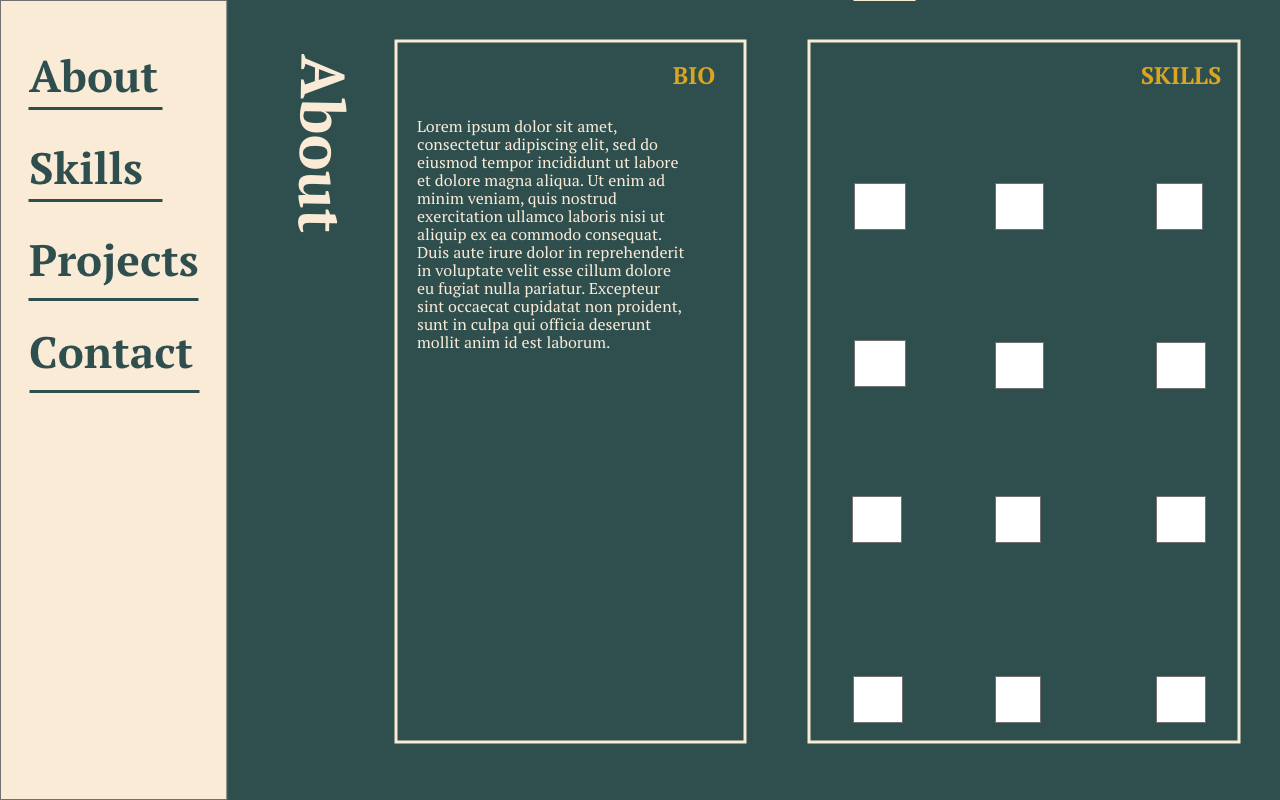 About
Skills
Projects
Contact
About
BIO
Lorem ipsum dolor sit amet,
consectetur adipiscing elit, sed do
eiusmod tempor incididunt ut labore
et dolore magna aliqua. Ut enim ad
minim veniam, quis nostrud
exercitation ullamco laboris nisi ut
aliquip ex ea commodo consequat.
Duis aute irure dolor in reprehenderit
in voluptate velit esse cillum dolore
eu fugiat nulla pariatur. Excepteur
sint occaecat cupidatat non proident,
sunt in culpa qui officia deserunt
mollit anim id est laborum.
SKILLS